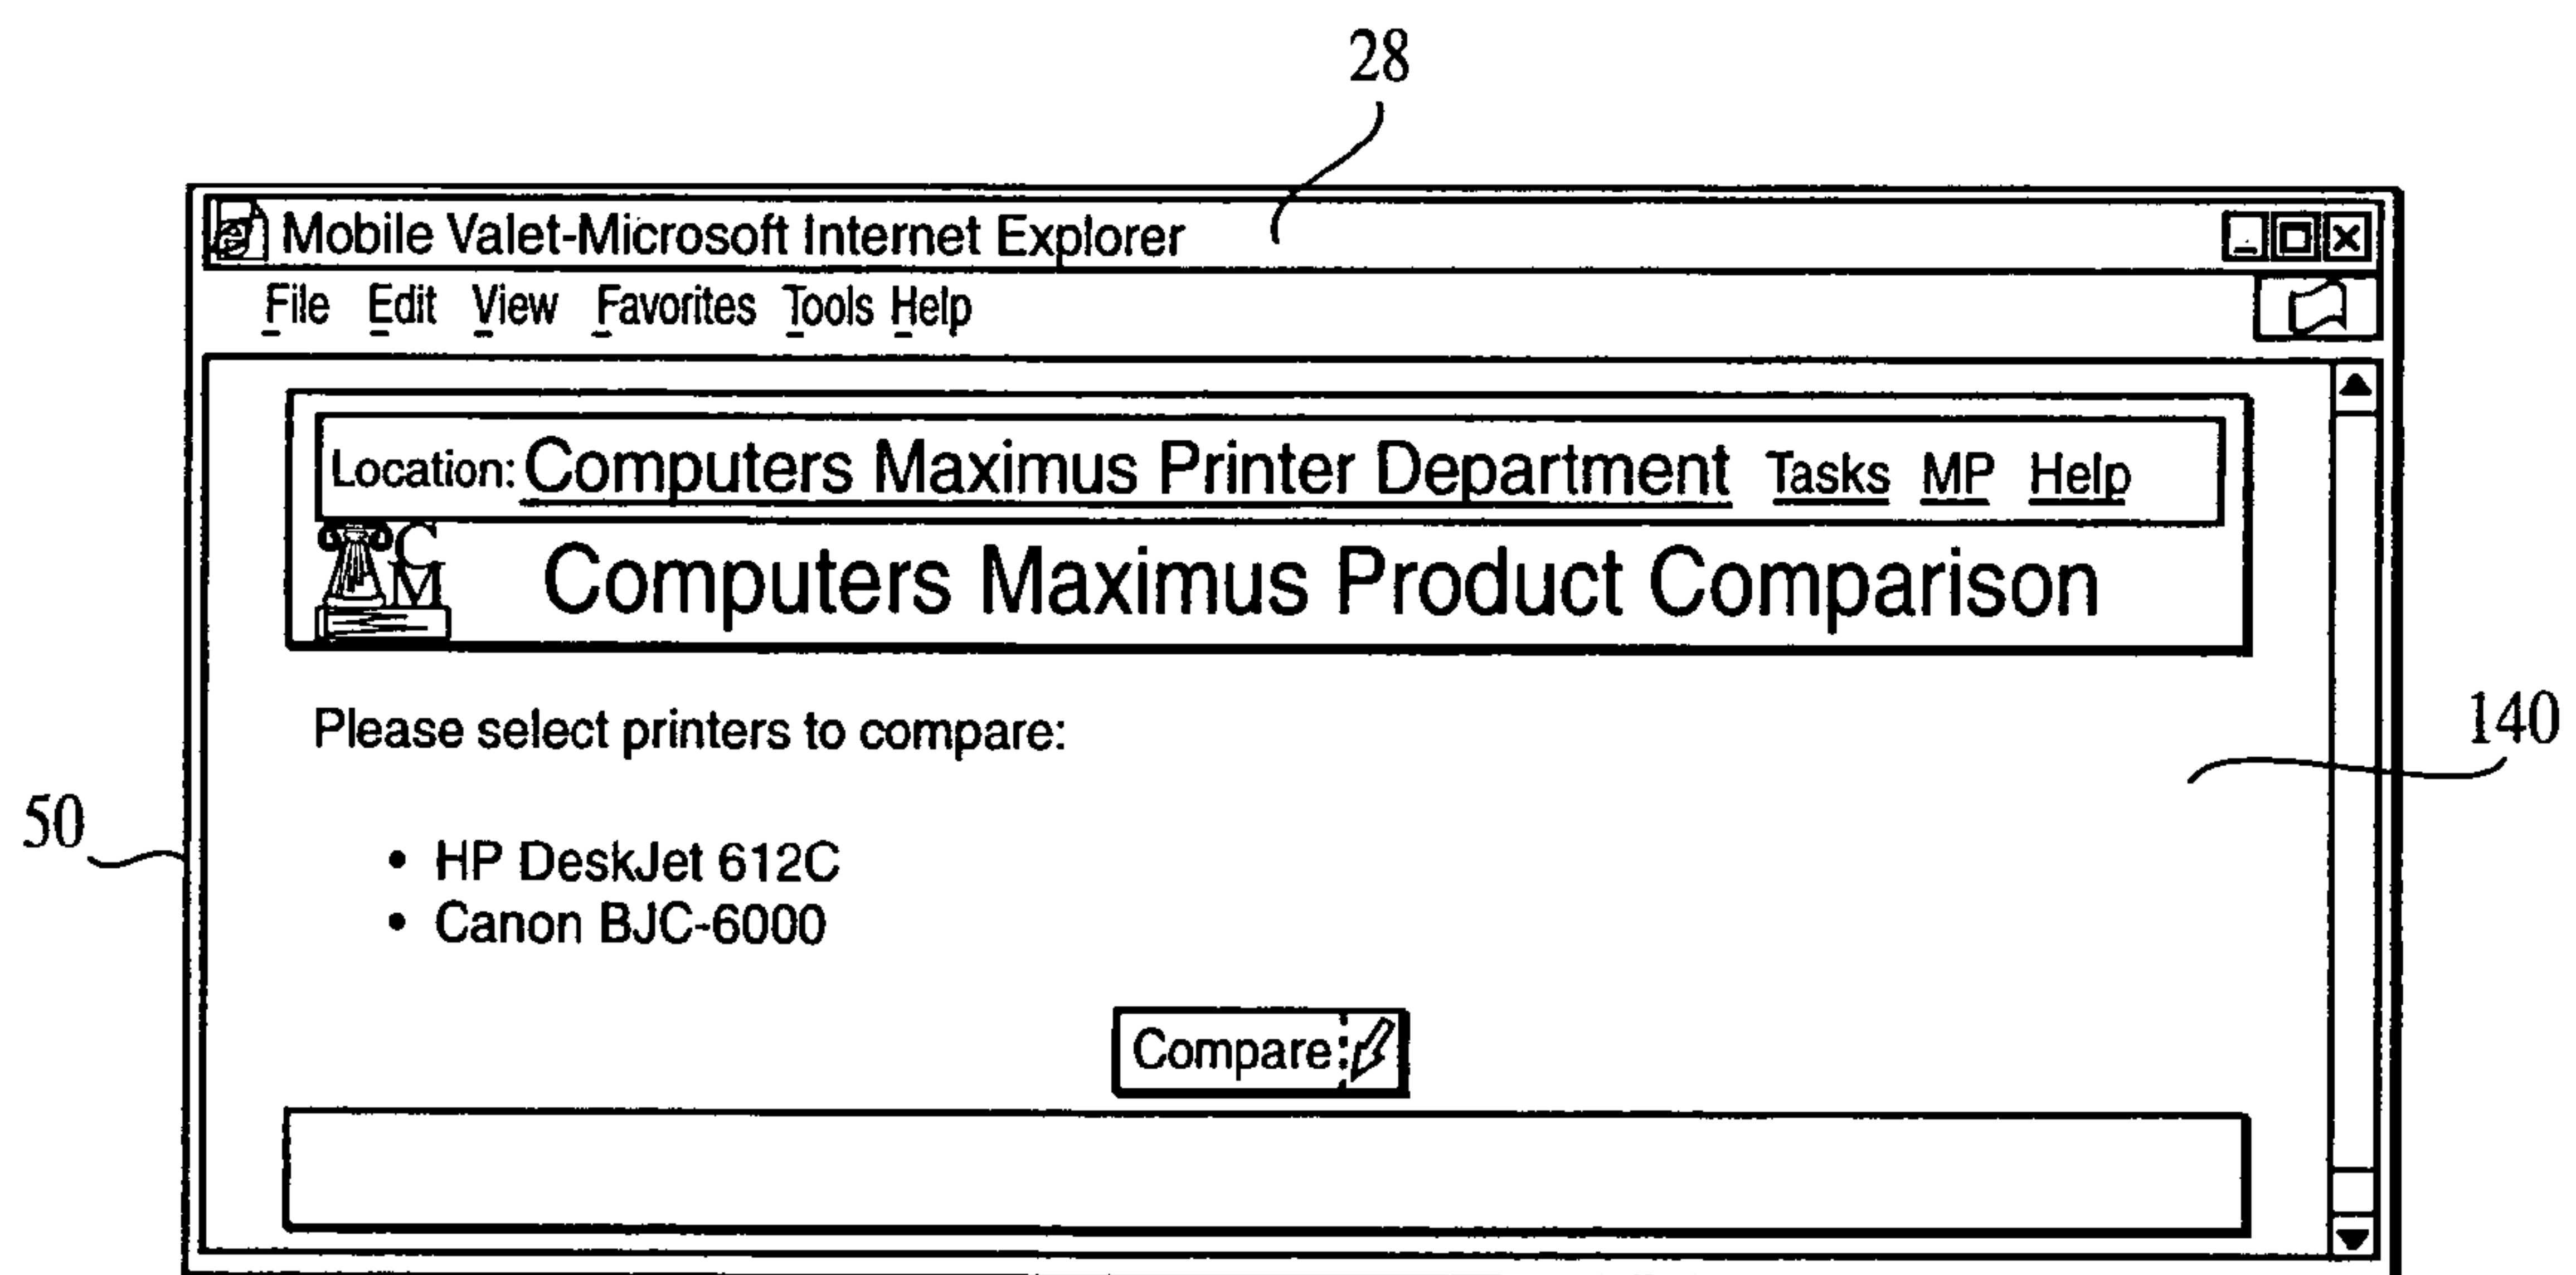 28
Mobile Valet-Microsoft Internet Explorer
File Edit View Favorites Tools Help
Location: Computers Maximus Printer Department Tasks MP Help
C
M
Computers Maximus Product Comparison
Please select printers to compare:
140
50
• HP DeskJet 612C
• Canon BJC-6000
Compare